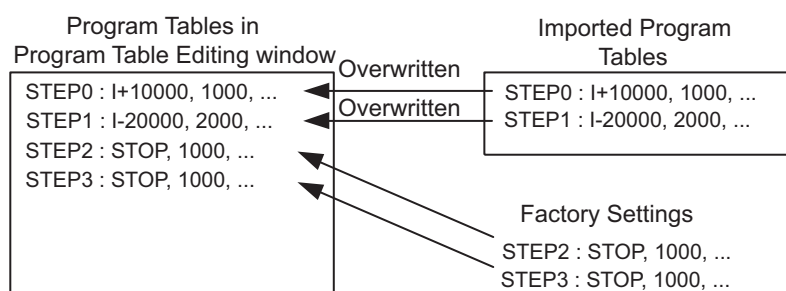 Program Tables in
Program Table Editing window
STEP0 : I+10000, 1000, ...
STEP1 : I-20000, 2000, ...
STEP2 : STOP, 1000, ...
STEP3 : STOP, 1000, ...
Overwritten
Overwritten
Imported Program
Tables
STEP0 : I+10000, 1000, ...
STEP1 : I-20000, 2000, ...
Factory Settings
STEP2 : STOP, 1000, ...
STEP3 : STOP, 1000, ...